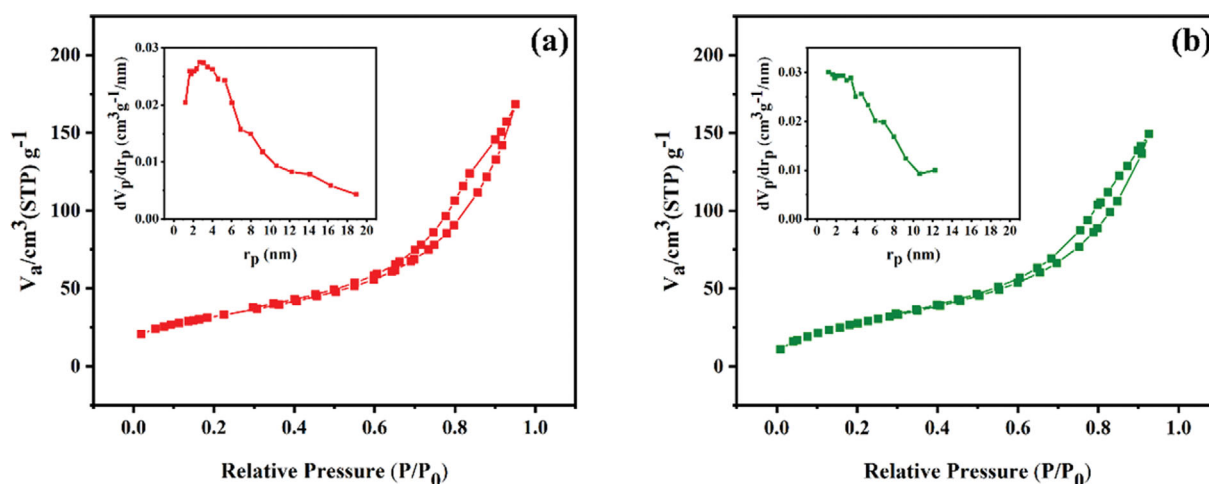 (a)
200
150
100
50
0
Va/cm3(STP) g-1
0.0 0.2 0.4 0.6 0.8 1.0
Relative Pressure (P/P0)
0.03
0.02
0.01
0.00
dVp/drp (cm3g-1/nm)
0 2 4 6 8 10 12 14 16 18 20
rp (nm)
(b)
200
150
100
50
0
Va/cm3(STP) g-1
0.0 0.2 0.4 0.6 0.8 1.0
Relative Pressure (P/P0)
0.03
0.02
0.01
0.00
dVp/drp (cm3g-1/nm)
0 2 4 6 8 10 12 14 16 18 20
rp (nm)